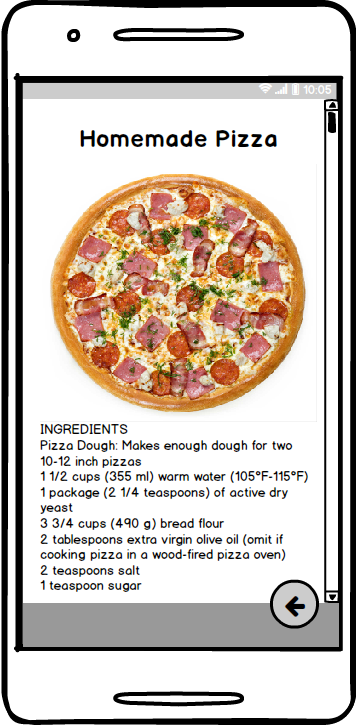 10:05
Homemade Pizza
INGREDIENTS
Pizza Dough: Makes enough dough for two
10-12 inch pizzas
1 1/2 cups (355 ml) warm water (105°F-115°F)
1 package (2 1/4 teaspoons) of active dry
yeast
3 3/4 cups (490 g) bread flour
2 tablespoons extra virgin olive oil (omit if
cooking pizza in a wood-fired pizza oven)
2 teaspoons salt
1 teaspoon sugar